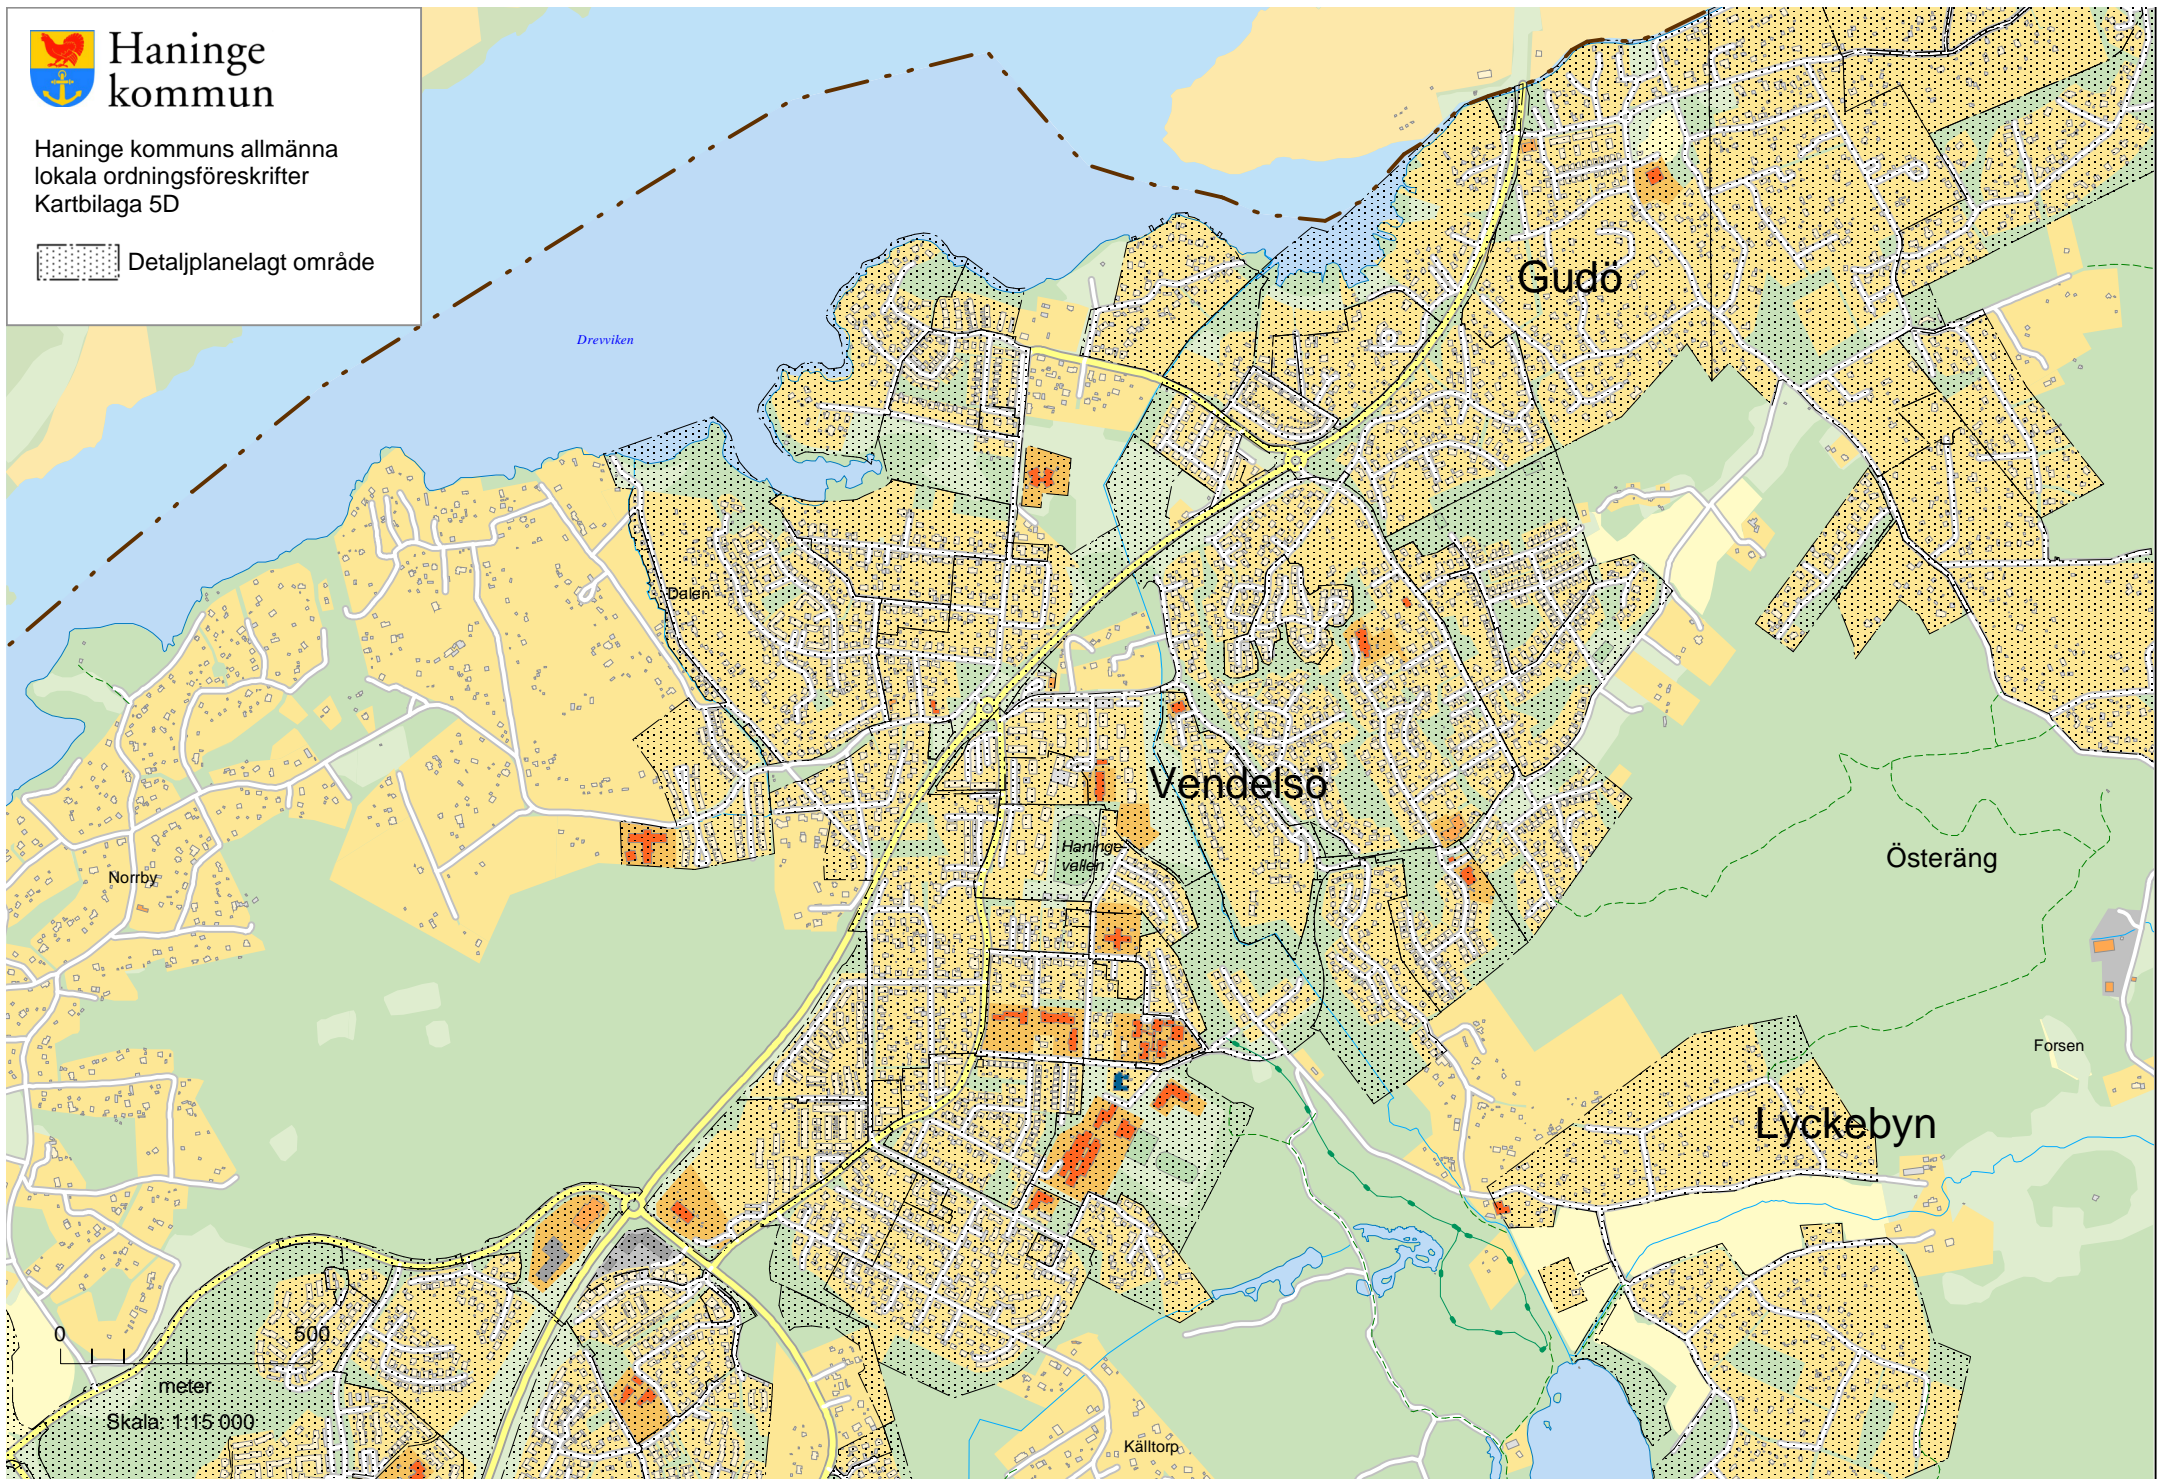 Haninge
kommun
Haninge kommuns allmänna
lokala ordningsföreskrifter
Kartbilaga 5D
Detaljplanelagt område
Drevviken
Gudö
Dalen
Vendelsö
Haninge-
vallen
Österäng
Norrby
Forsen
Lyckebyn
0 500
meter
Skala: 1:15 000
Källtorp